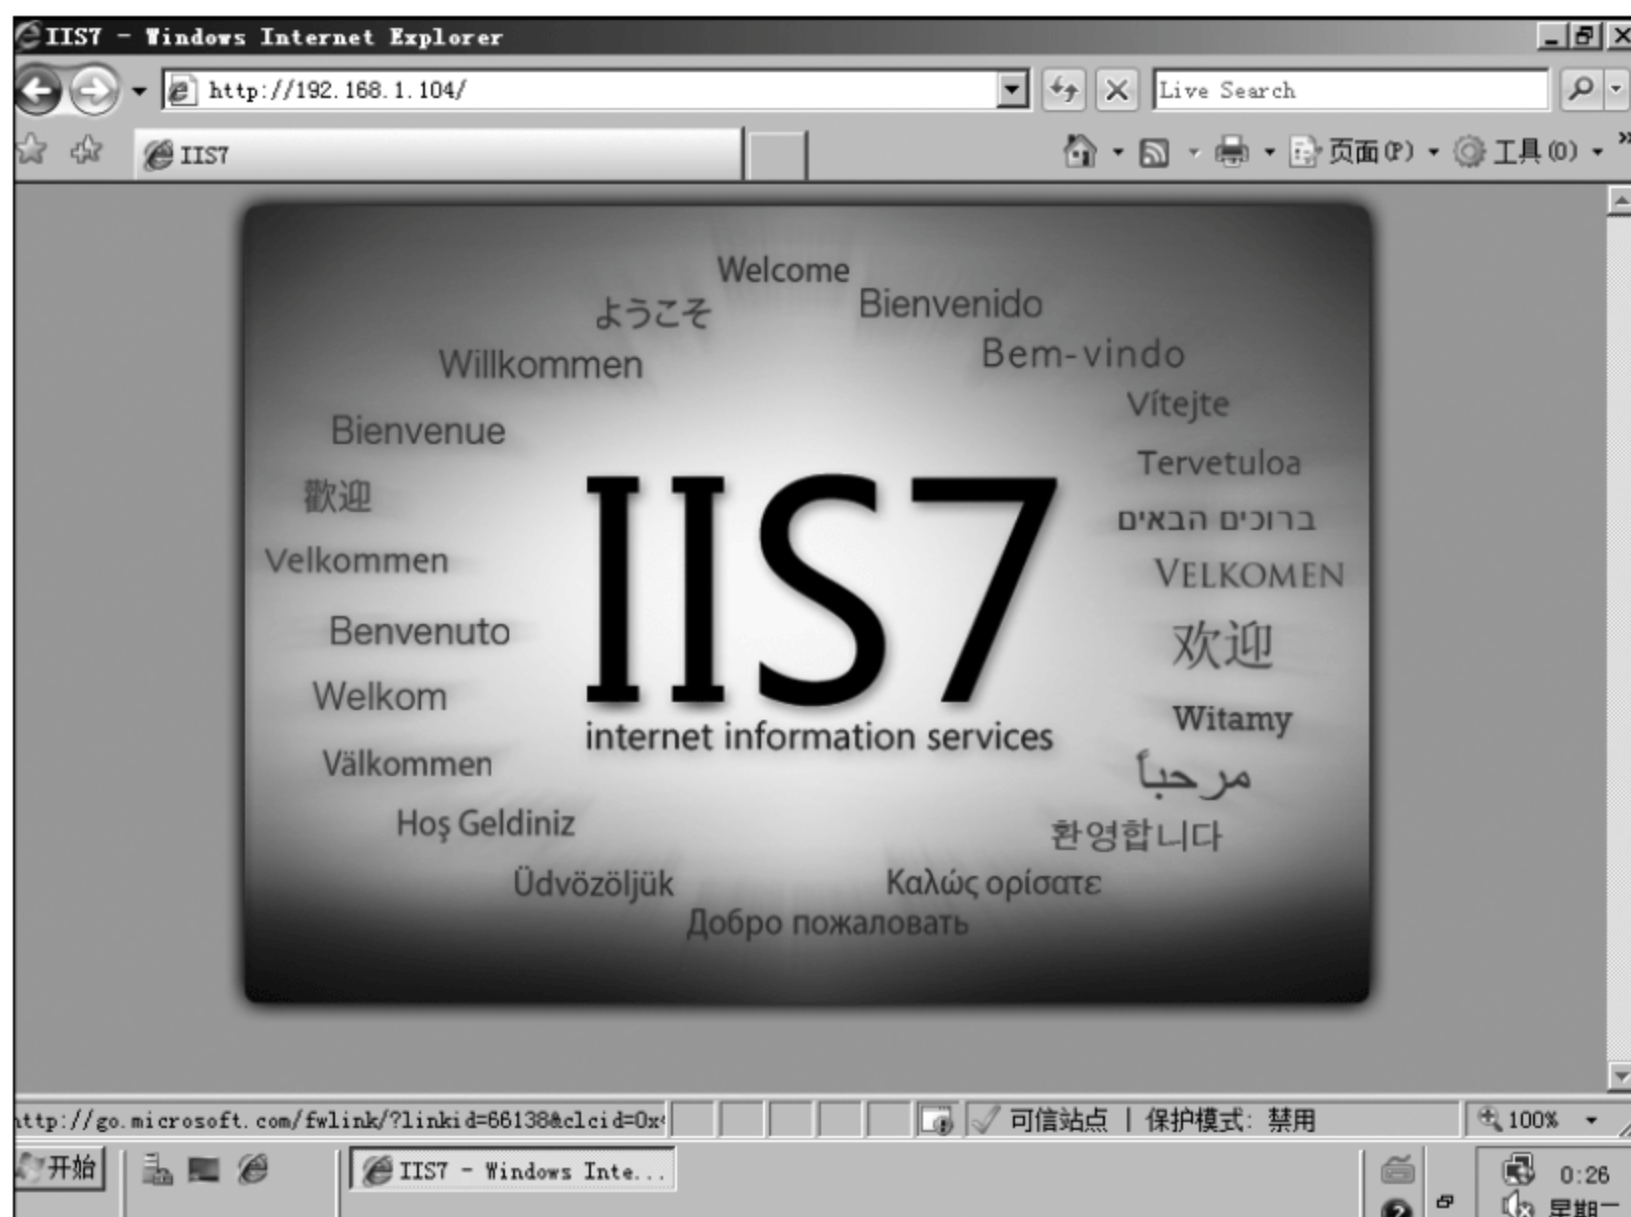 IIS7 - Windows Internet Explorer
http://192.168.1.104/
Live Search
IIS7
页面(P)
工具(O)
Welcome
ようこそ
Bienvenido
Willkommen
Bem-vindo
Vítejte
Bienvenue
Tervetuloa
歡迎
ברוכים הבאים
Velkommen
VELKOMEN
Benvenuto
欢迎
Welkom
Witamy
IIS7
internet information services
Välkommen
مرحباً
Hoş Geldiniz
환영합니다
Üdvözöljük
Καλώς ορίσατε
Добро пожаловать
ttp://go.microsoft.com/fwlink/?linkid=66138&clcid=0x
可信站点 | 保护模式: 禁用
100%
开始
IIS7 - Windows Inte...
0:26